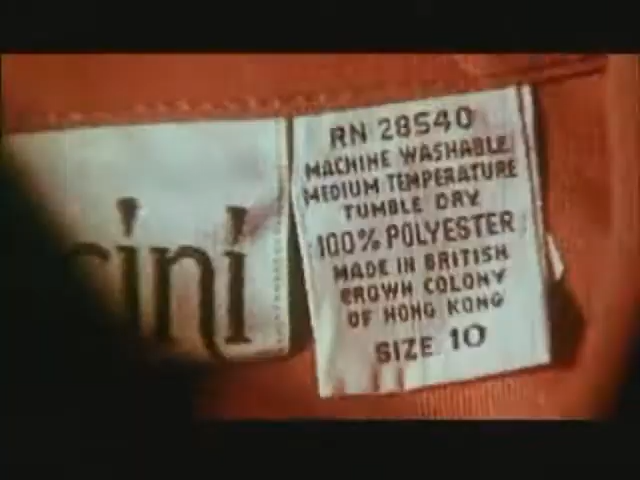 cini
RN 28540
MACHINE WASHABLE
MEDIUM TEMPERATURE
TUMBLE DRY
100% POLYESTER
MADE IN BRITISH
CROWN COLONY
OF HONG KONG
SIZE 10